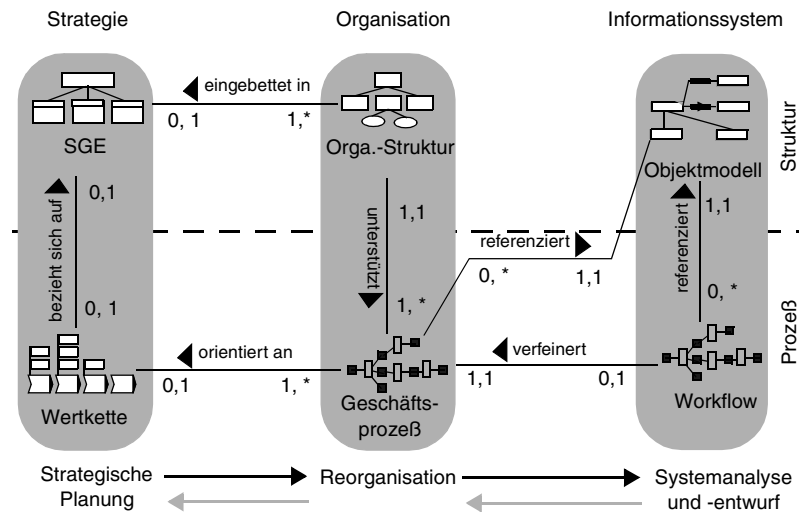 Strategie
Organisation
Informationssystem
eingebettet in
0, 1
1,*
SGE
Orga.-Struktur
Objektmodell
Struktur
bezieht sich auf
0,1
0, 1
unterstützt
1,1
1, *
referenziert
0, *
1,1
referenziert
1,1
0, *
Prozeß
orientiert an
0,1
1, *
verfeinert
1,1
0,1
Wertkette
Geschäfts-
prozeß
Workflow
Strategische
Planung
Reorganisation
Systemanalyse
und -entwurf